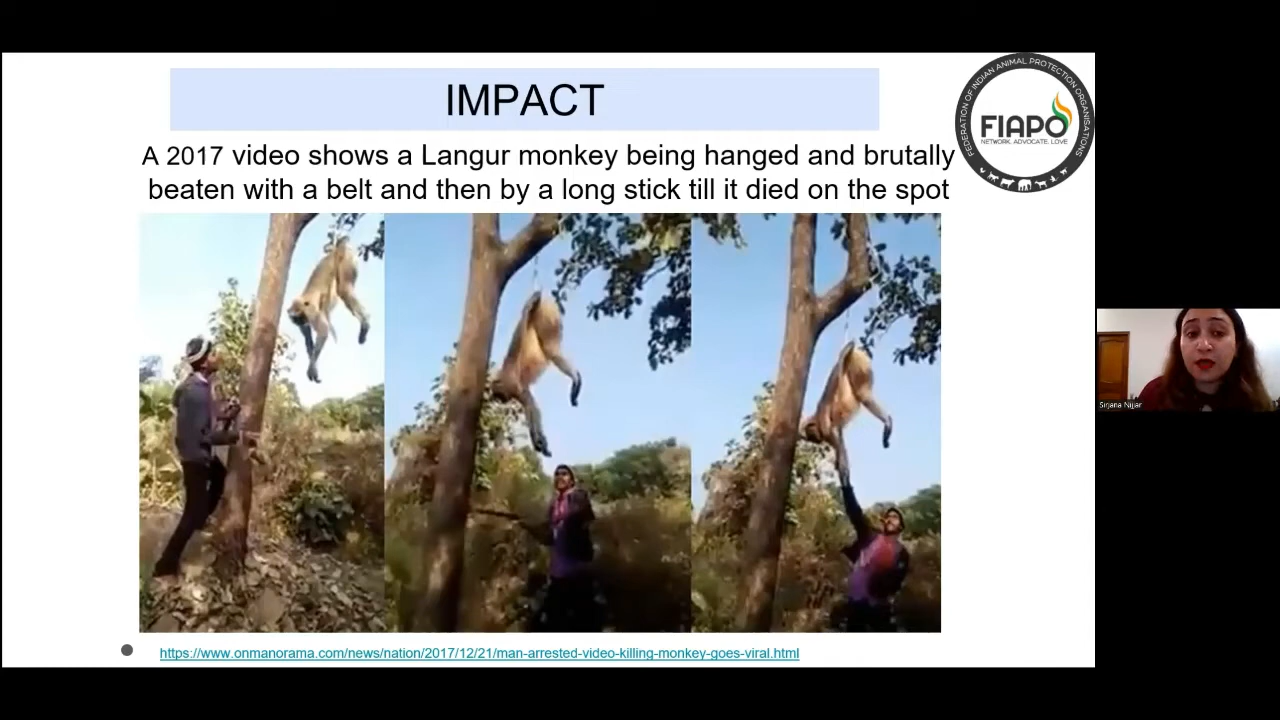 IMPACT
FEDERATION OF INDIAN ANIMAL PROTECTION ORGANISATIONS
FIAPO
NETWORK. ADVOCATE. LOVE
A 2017 video shows a Langur monkey being hanged and brutally
beaten with a belt and then by a long stick till it died on the spot
Sirjana Nijjar
https://www.onmanorama.com/news/nation/2017/12/21/man-arrested-video-killing-monkey-goes-viral.html